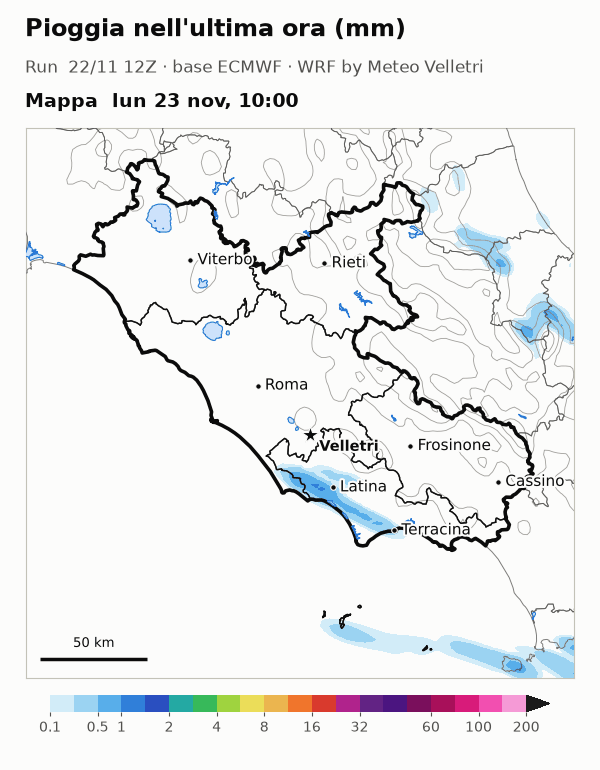 Pioggia nell'ultima ora (mm)
Run  22/11 12Z · base ECMWF · WRF by Meteo Velletri
Mappa  lun 23 nov, 10:00
Viterbo
Rieti
Roma
Velletri
Frosinone
Latina
Cassino
Terracina
50 km
0.1 0.5 1 2 4 8 16 32 60 100 200